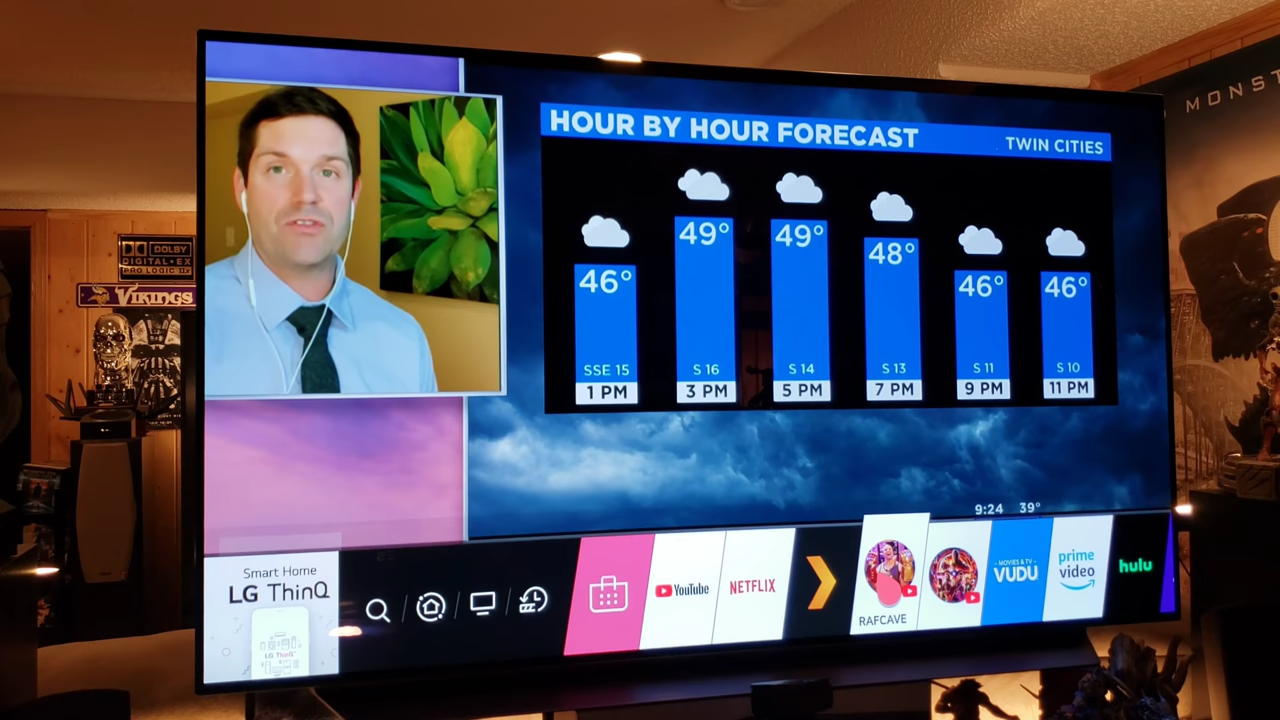 HOUR BY HOUR FORECAST
TWIN CITIES
46° 49° 49° 48° 46° 46°
SSE 15 S 16 S 14 S 13 S 11 S 10
1 PM 3 PM 5 PM 7 PM 9 PM 11 PM
MONST
DOLBY
DIGITAL•EX
PRO LOGIC IIx
VIKINGS
9:24 39°
Smart Home
LG ThinQ
LG ThinQ
YouTube
NETFLIX
RAFCAVE
MOVIES & TV
VUDU
prime video
hulu